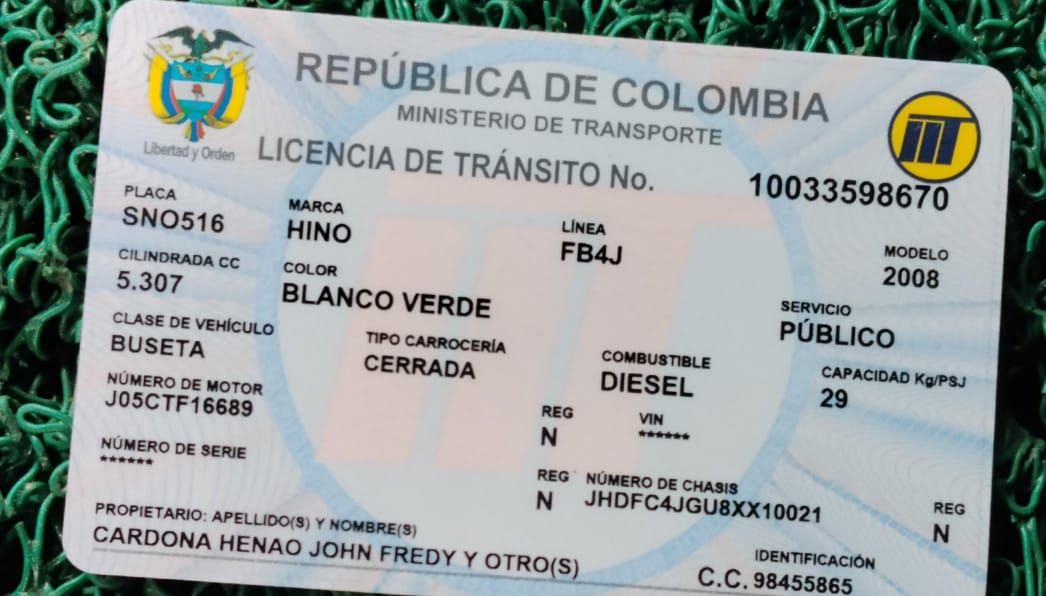 REPÚBLICA DE COLOMBIA
MINISTERIO DE TRANSPORTE
Libertad y Orden
LICENCIA DE TRÁNSITO No.
10033598670
PLACA MARCA LÍNEA MODELO
SNO516 HINO FB4J 2008
CILINDRADA CC COLOR SERVICIO
5.307 BLANCO VERDE PÚBLICO
CLASE DE VEHÍCULO TIPO CARROCERÍA COMBUSTIBLE CAPACIDAD Kg/PSJ
BUSETA CERRADA DIESEL 29
NÚMERO DE MOTOR REG VIN
J05CTF16689 N ******
NÚMERO DE SERIE REG NÚMERO DE CHASIS REG
****** N JHDFC4JGU8XX10021 N
PROPIETARIO: APELLIDO(S) Y NOMBRE(S) IDENTIFICACIÓN
CARDONA HENAO JOHN FREDY Y OTRO(S) C.C. 98455865